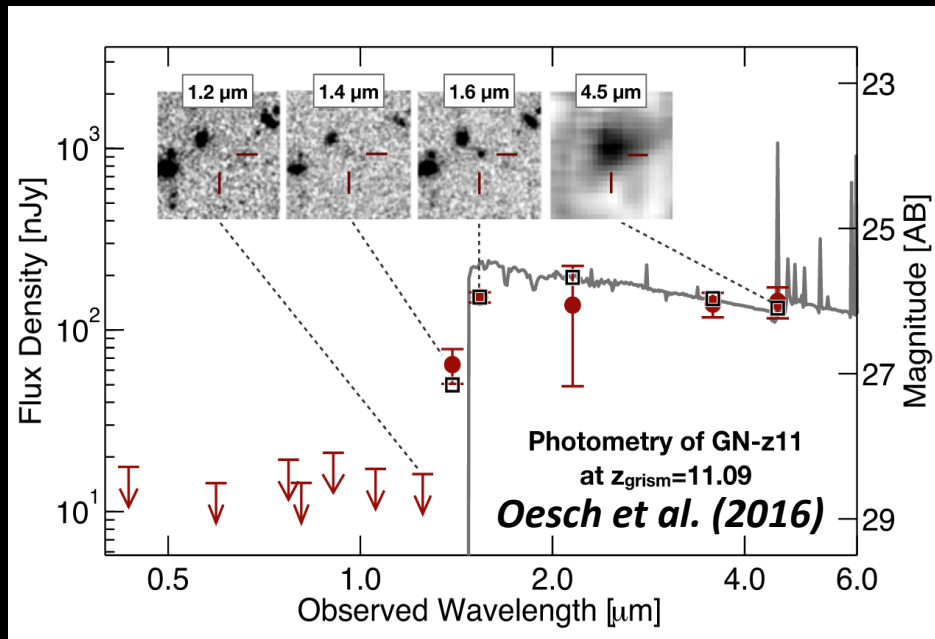 1.2 μm 1.4 μm 1.6 μm 4.5 μm
10³
10²
10¹
Flux Density [nJy]
23
25
27
29
Magnitude [AB]
Photometry of GN-z11
at zgrism=11.09
Oesch et al. (2016)
0.5 1.0 2.0 4.0 6.0
Observed Wavelength [μm]